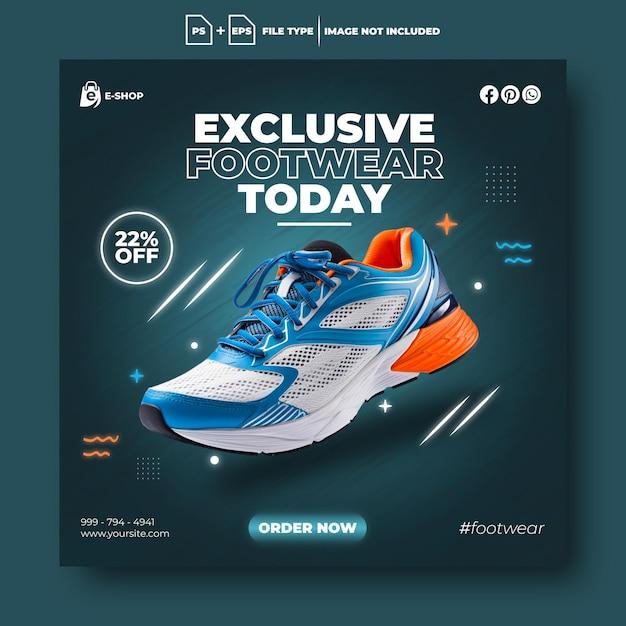 PS + EPS FILE TYPE | IMAGE NOT INCLUDED
e E-SHOP
EXCLUSIVE
FOOTWEAR
TODAY
22%
OFF
999 - 794 - 4941
www.yoursite.com
ORDER NOW
#footwear